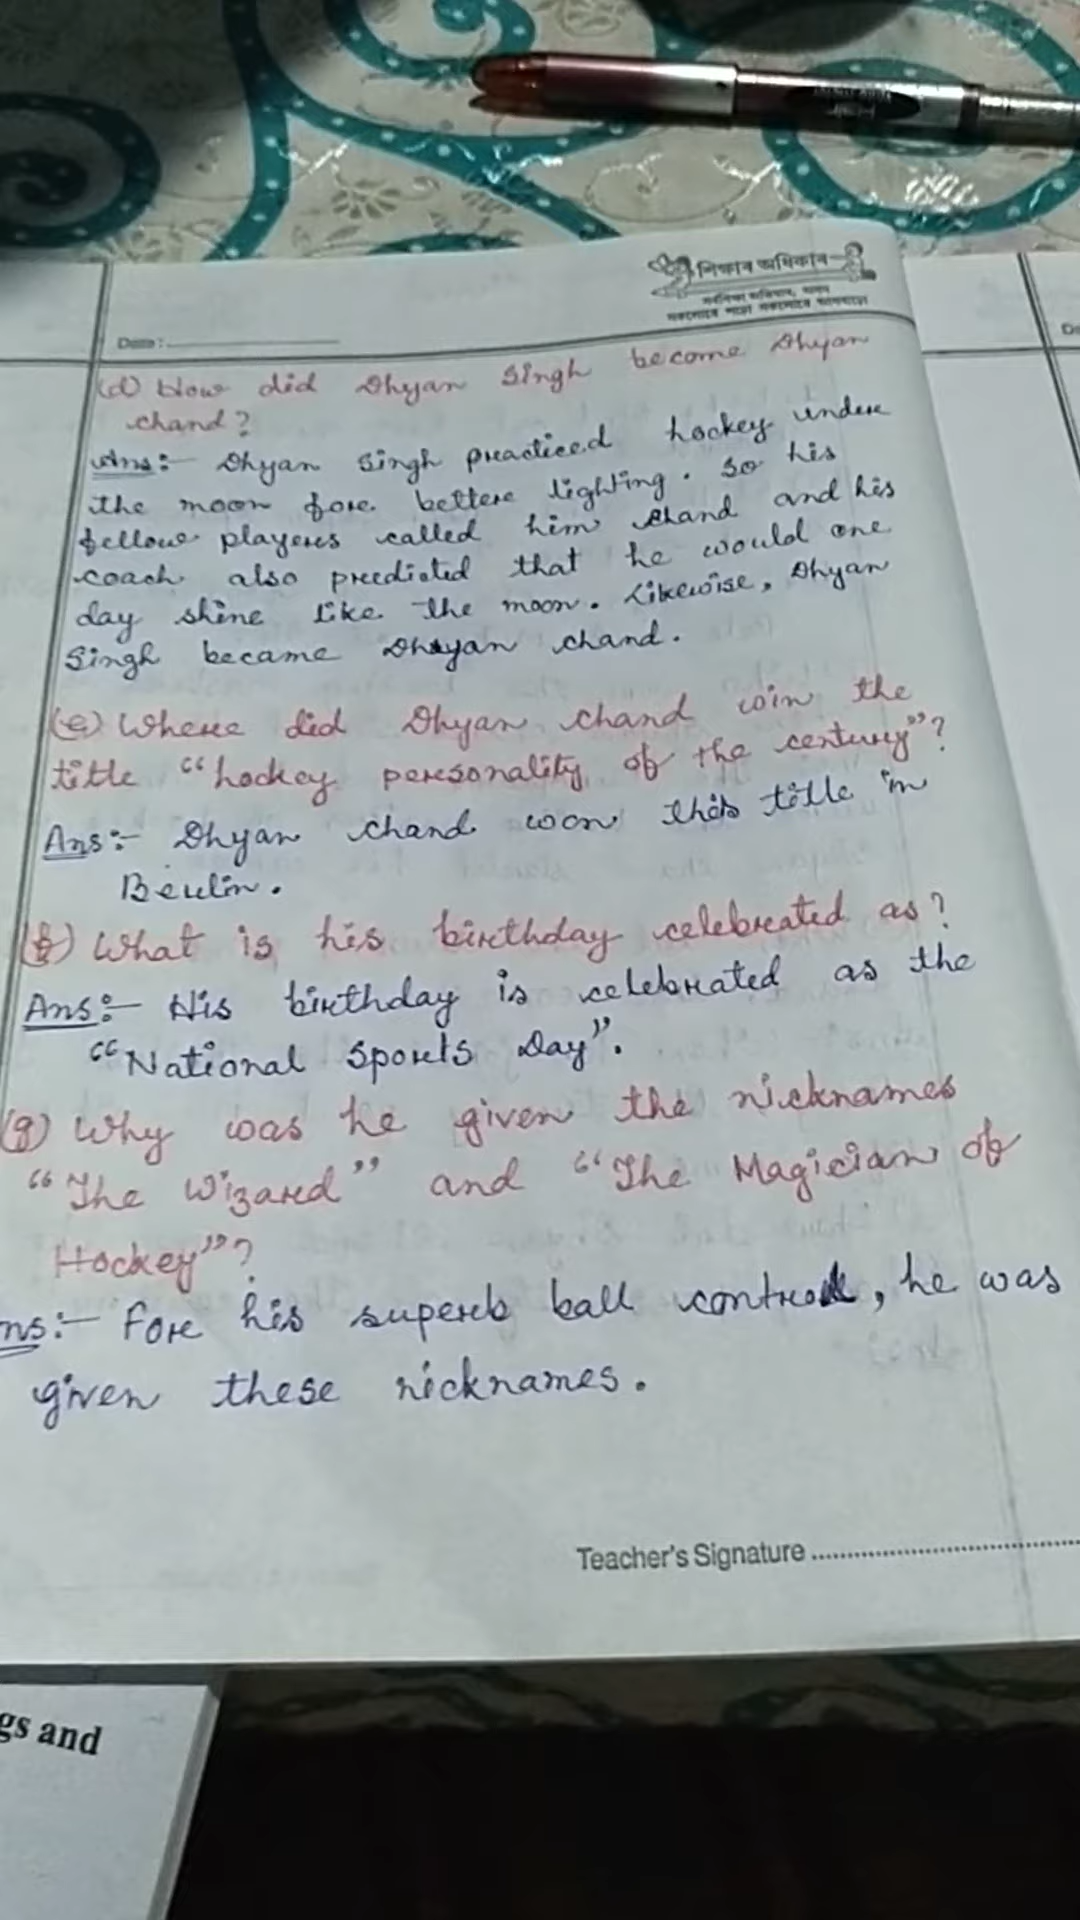 শিক্ষাৰ অধিকাৰ
Date:
(d) How did Dhyan Singh become Dhyan
chand?
Ans:- Dhyan Singh practiced hockey under
the moon for better lighting. So his
fellow players called him chand and his
coach also predicted that he would one
day shine like the moon. Likewise, Dhyan
Singh became Dhyan chand.
(e) Where did Dhyan chand win the
title "hockey personality of the century"?
Ans:- Dhyan chand won this title in
Berlin.
(f) What is his birthday celebrated as?
Ans:- His birthday is celebrated as the
"National Sports Day".
(g) Why was he given the nicknames
"The Wizard" and "The Magician of
Hockey"?
ns:- For his superb ball control, he was
given these nicknames.
Teacher's Signature
gs and